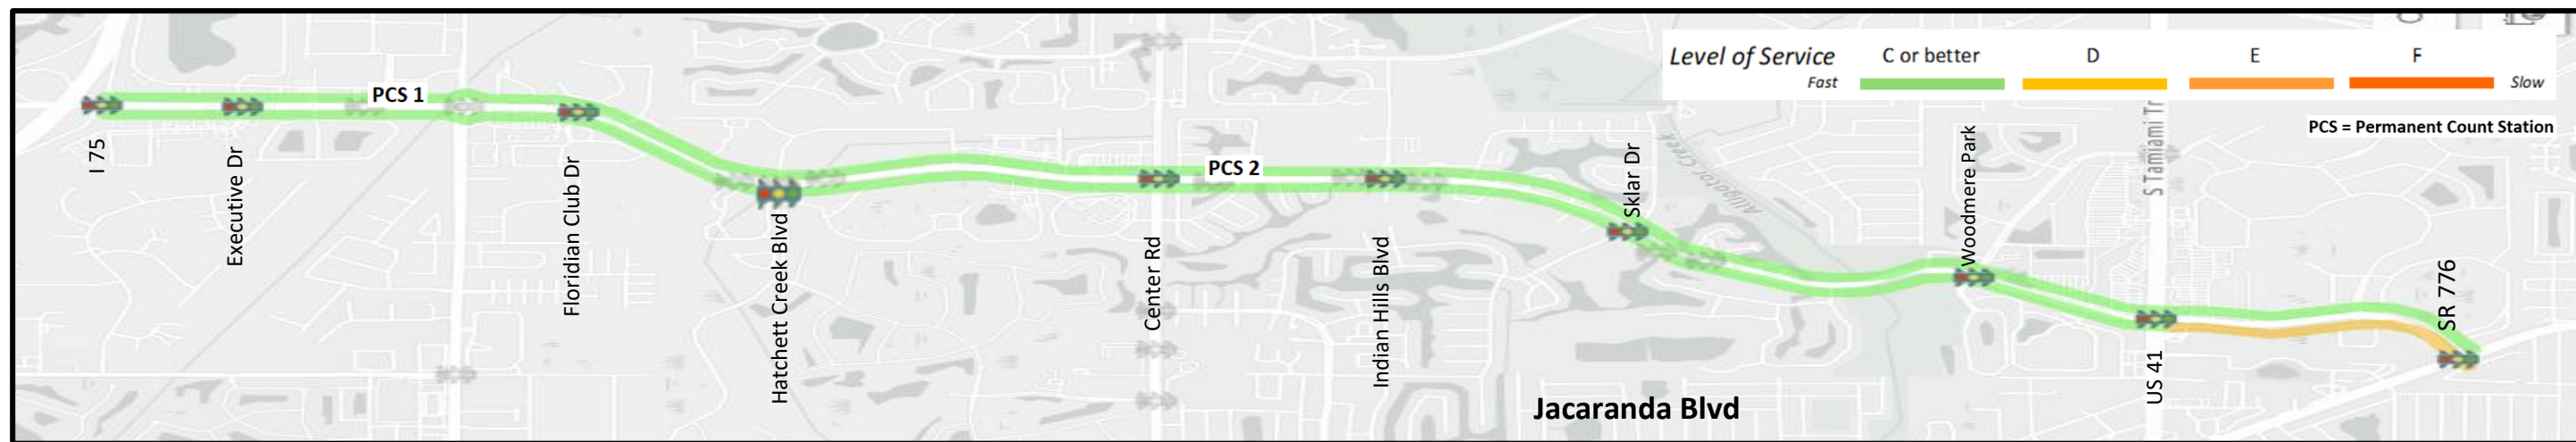 Level of Service
C or better
D
E
F
Fast
Slow
PCS = Permanent Count Station
PCS 1
PCS 2
I 75
Executive Dr
Floridian Club Dr
Hatchett Creek Blvd
Center Rd
Indian Hills Blvd
Sklar Dr
Alligator Creek
Woodmere Park
S Tamiami Tr
US 41
SR 776
Jacaranda Blvd